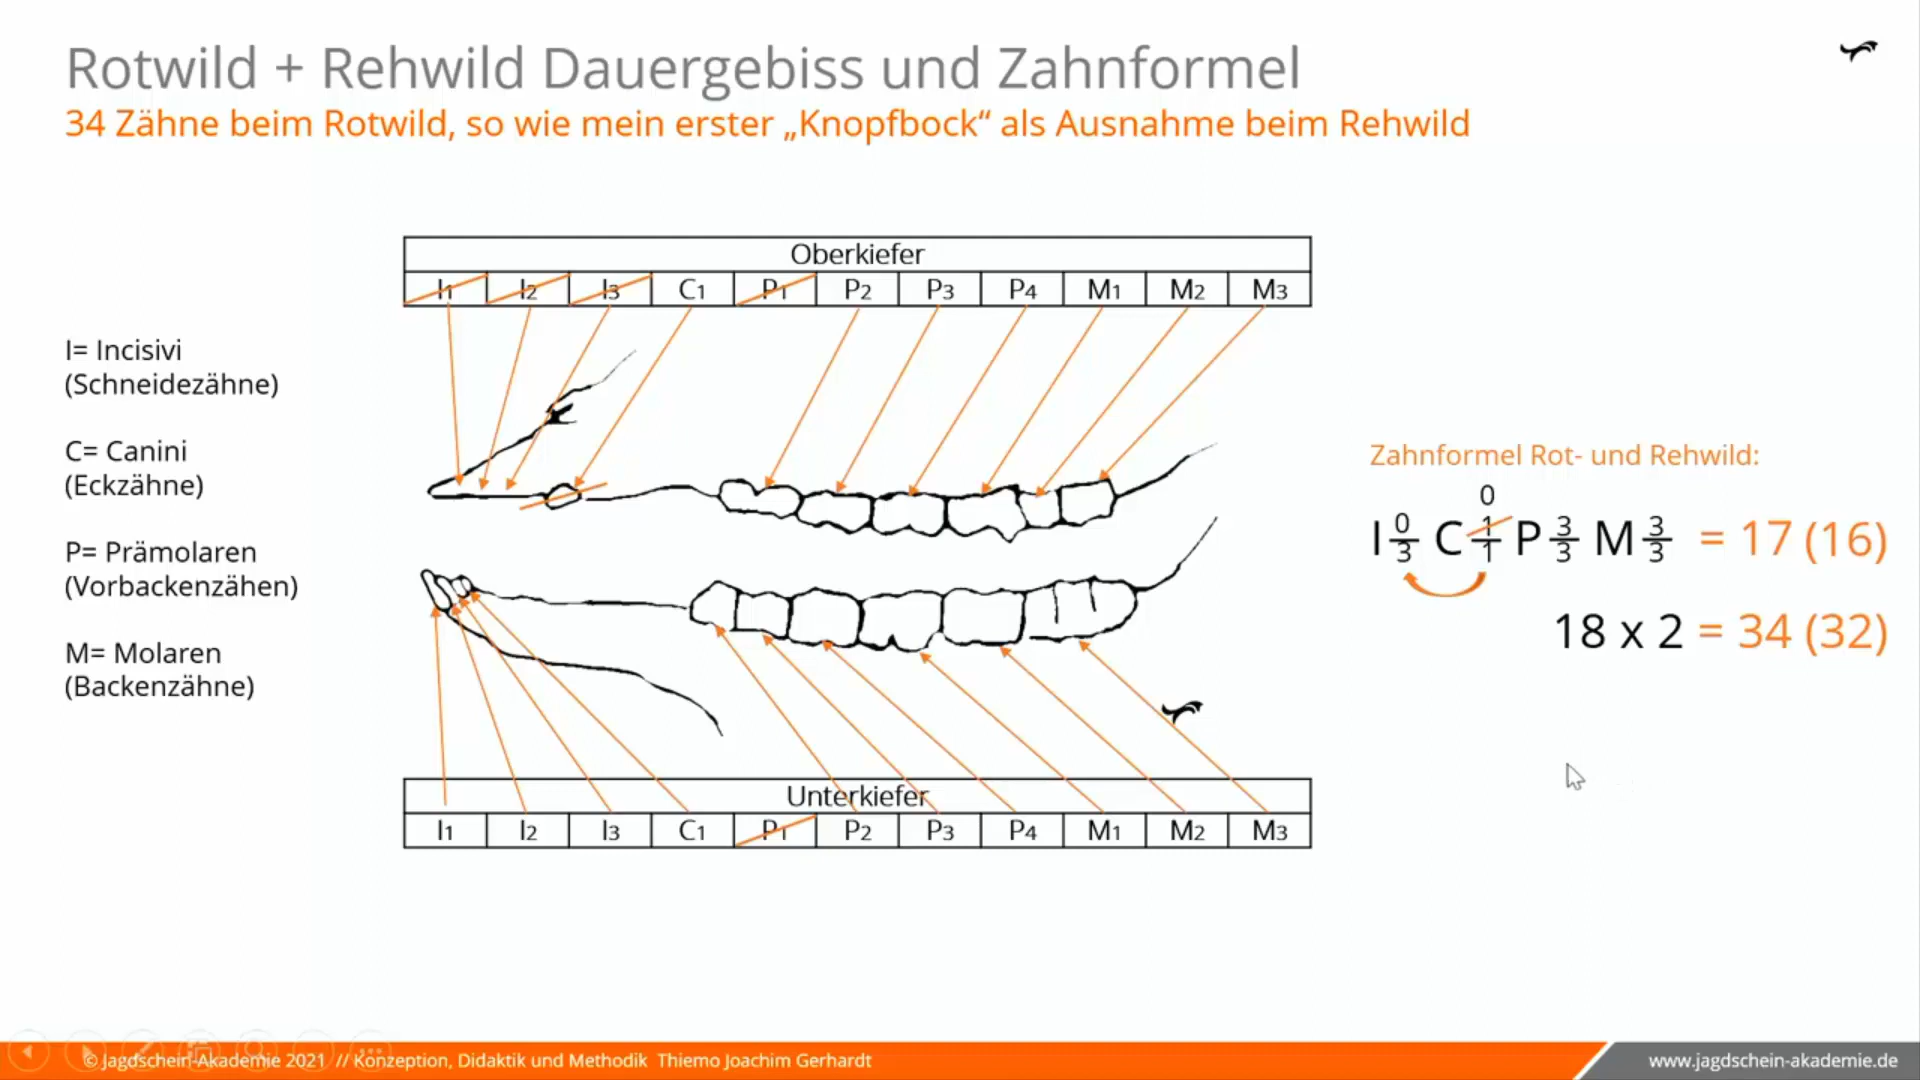 Rotwild + Rehwild Dauergebiss und Zahnformel
34 Zähne beim Rotwild, so wie mein erster „Knopfbock“ als Ausnahme beim Rehwild
Oberkiefer
I1 I2 I3 C1 P1 P2 P3 P4 M1 M2 M3
I= Incisivi
(Schneidezähne)
C= Canini
(Eckzähne)
P= Prämolaren
(Vorbackenzähen)
M= Molaren
(Backenzähne)
Zahnformel Rot- und Rehwild:
0
I 0/3 C 1/1 P 3/3 M 3/3 = 17 (16)
18 x 2 = 34 (32)
Unterkiefer
I1 I2 I3 C1 P1 P2 P3 P4 M1 M2 M3
© Jagdschein-Akademie 2021 // Konzeption, Didaktik und Methodik Thiemo Joachim Gerhardt
www.jagdschein-akademie.de